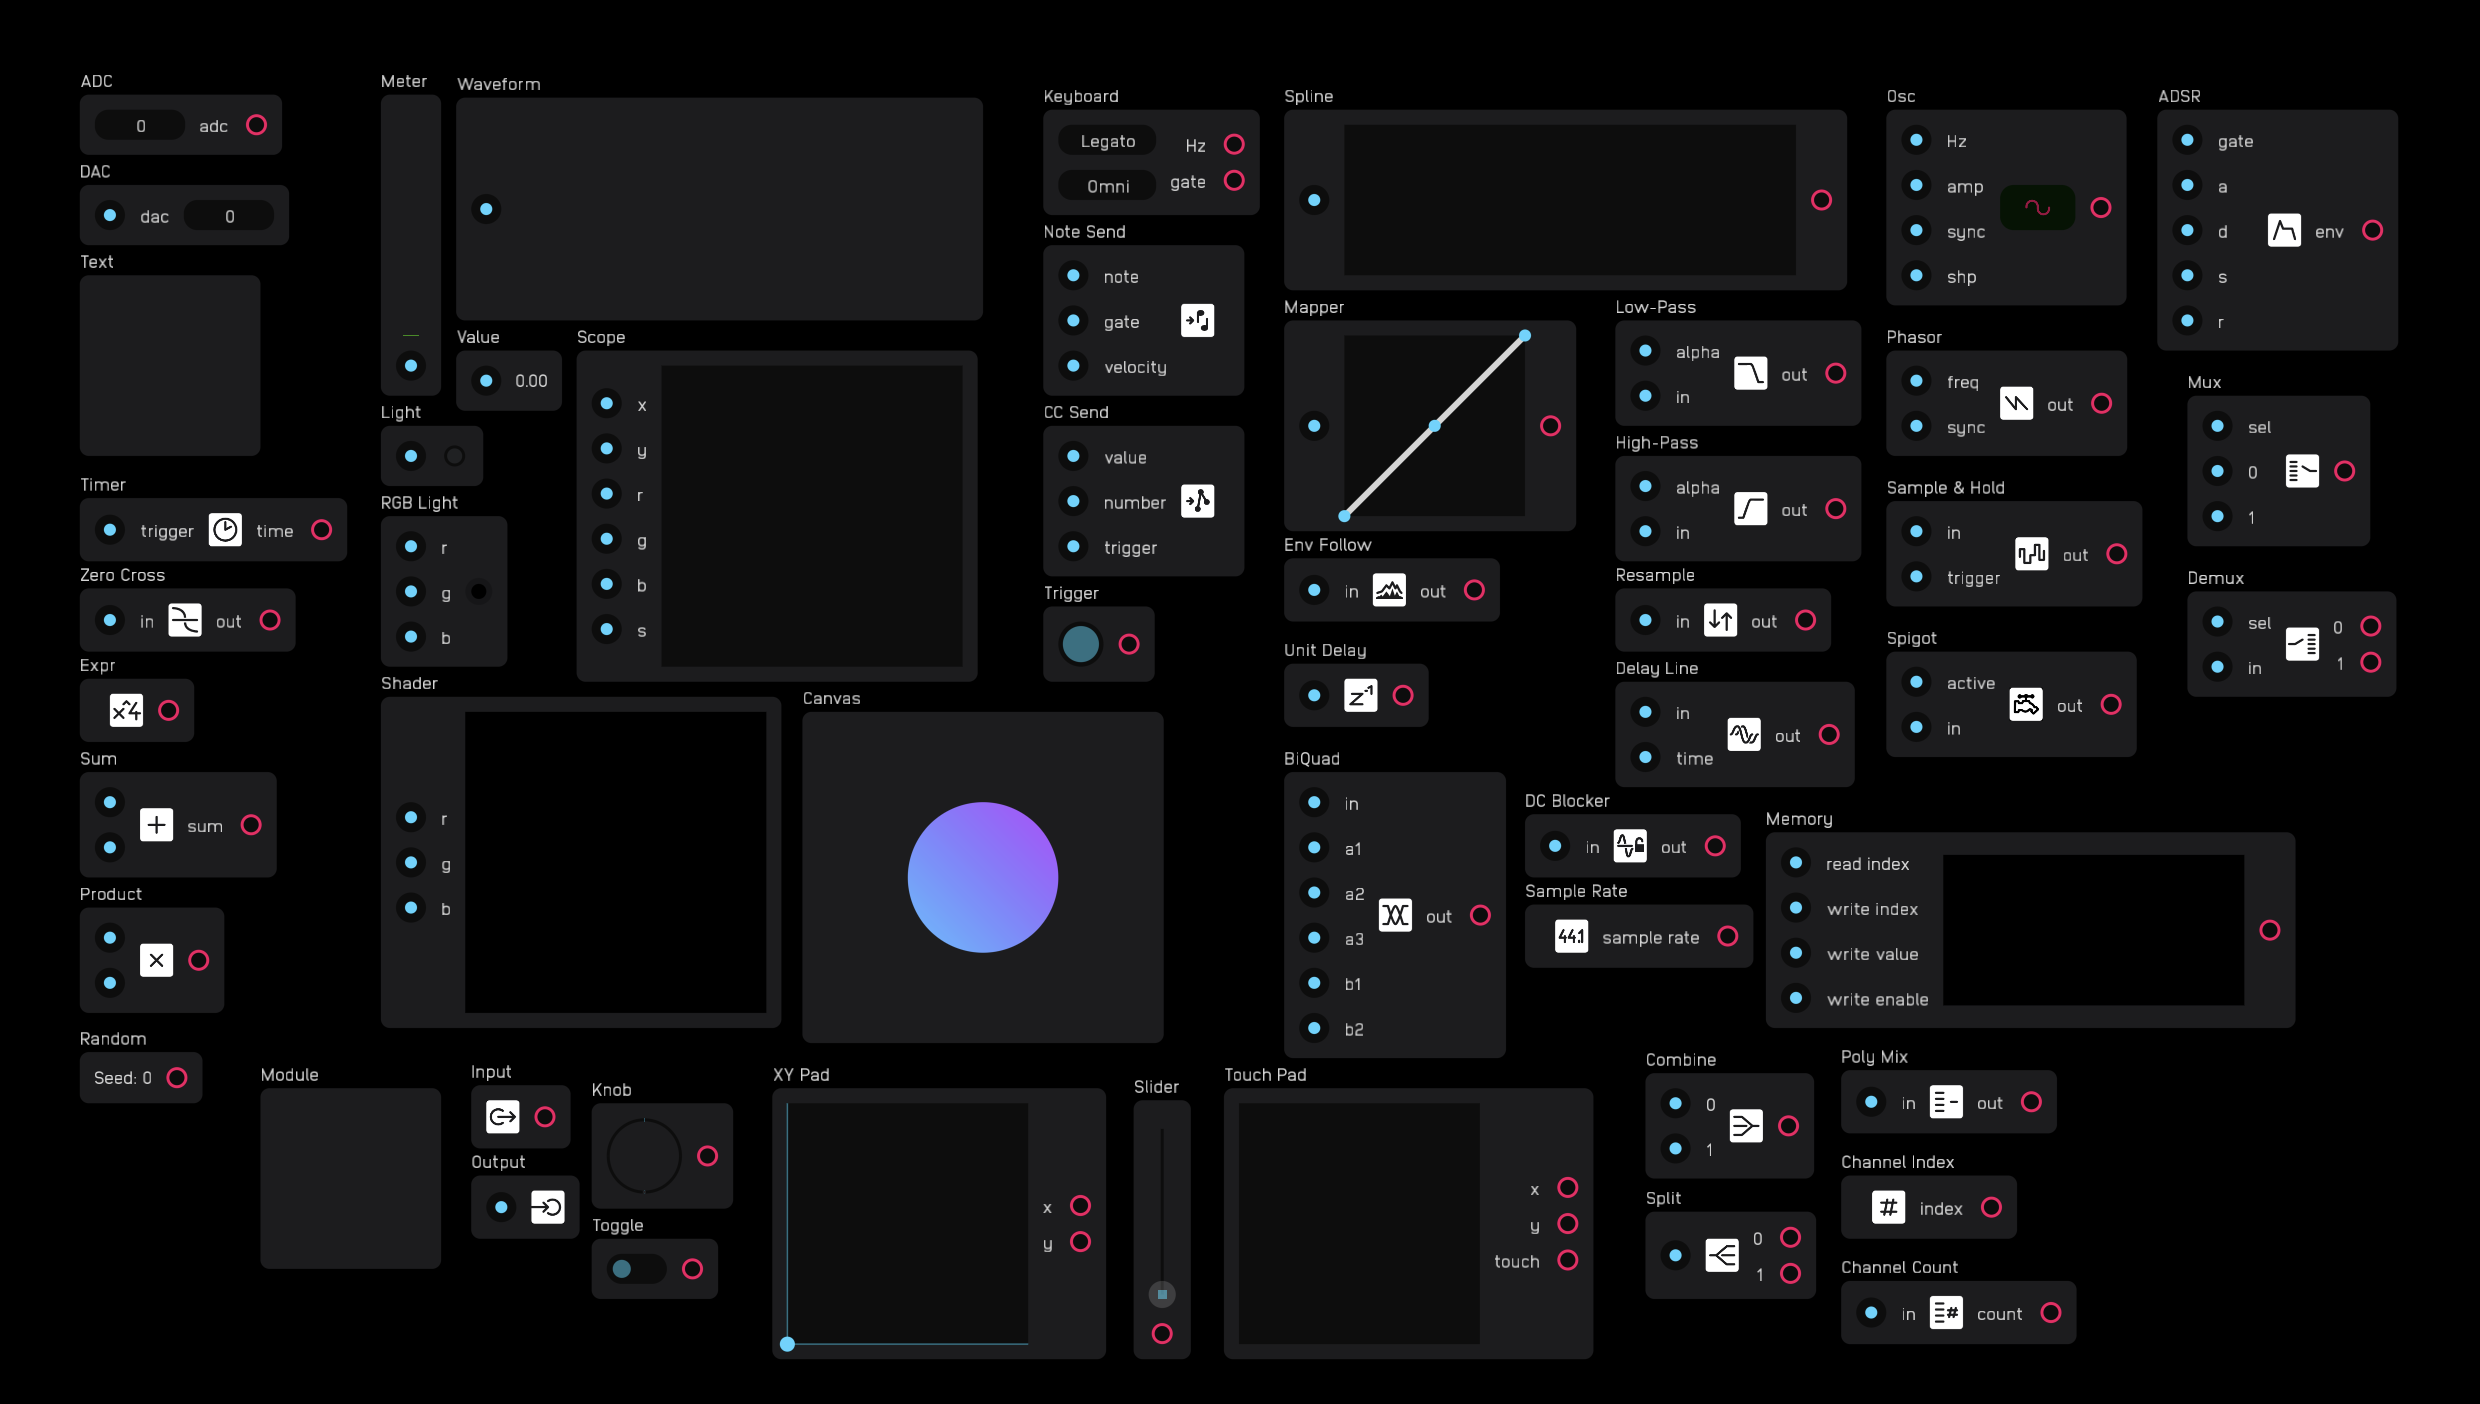 ADC
0 adc
DAC
dac 0
Text
Timer
trigger time
Zero Cross
in out
Expr
x^4
Sum
+ sum
Product
×
Random
Seed: 0
Meter
Waveform
Value
0.00
Light
RGB Light
r
g
b
Scope
x
y
r
g
b
s
Shader
r
g
b
Canvas
Module
Input
Output
Knob
Toggle
XY Pad
x
y
Slider
Touch Pad
x
y
touch
Keyboard
Legato Hz
Omni gate
Note Send
note
gate
velocity
CC Send
value
number
trigger
Trigger
Spline
Mapper
Env Follow
in out
Unit Delay
z-1
BiQuad
in
a1
a2
a3
b1
b2
out
Low-Pass
alpha
in
out
High-Pass
alpha
in
out
Resample
in out
Delay Line
in
time
out
DC Blocker
in out
Sample Rate
44.1 sample rate
Osc
Hz
amp
sync
shp
Phasor
freq
sync
out
Sample & Hold
in
trigger
out
Spigot
active
in
out
ADSR
gate
a
d
s
r
env
Mux
sel
0
1
Demux
sel
in
0
1
Memory
read index
write index
write value
write enable
Combine
0
1
Split
0
1
Poly Mix
in out
Channel Index
# index
Channel Count
in # count